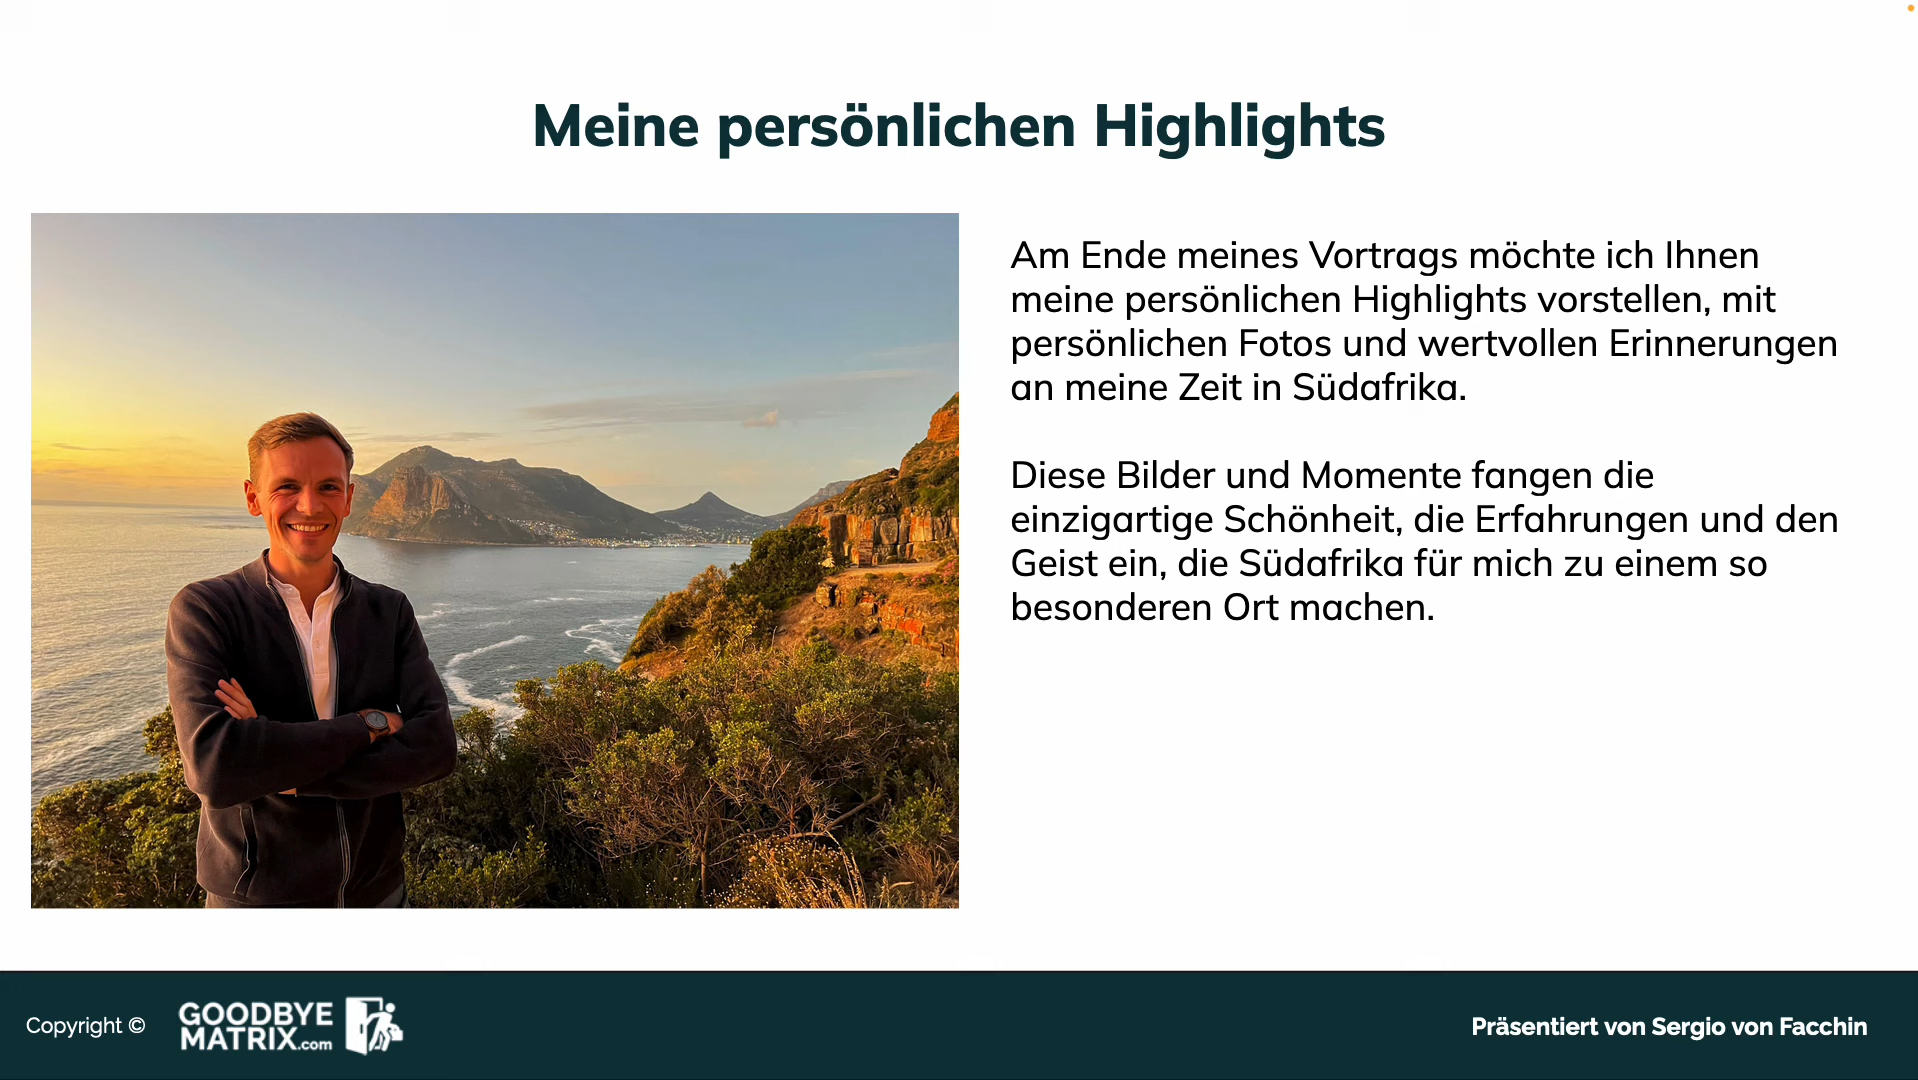 Meine persönlichen Highlights
Am Ende meines Vortrags möchte ich Ihnen
meine persönlichen Highlights vorstellen, mit
persönlichen Fotos und wertvollen Erinnerungen
an meine Zeit in Südafrika.
Diese Bilder und Momente fangen die
einzigartige Schönheit, die Erfahrungen und den
Geist ein, die Südafrika für mich zu einem so
besonderen Ort machen.
Copyright ©
GOODBYE
MATRIX.com
Präsentiert von Sergio von Facchin